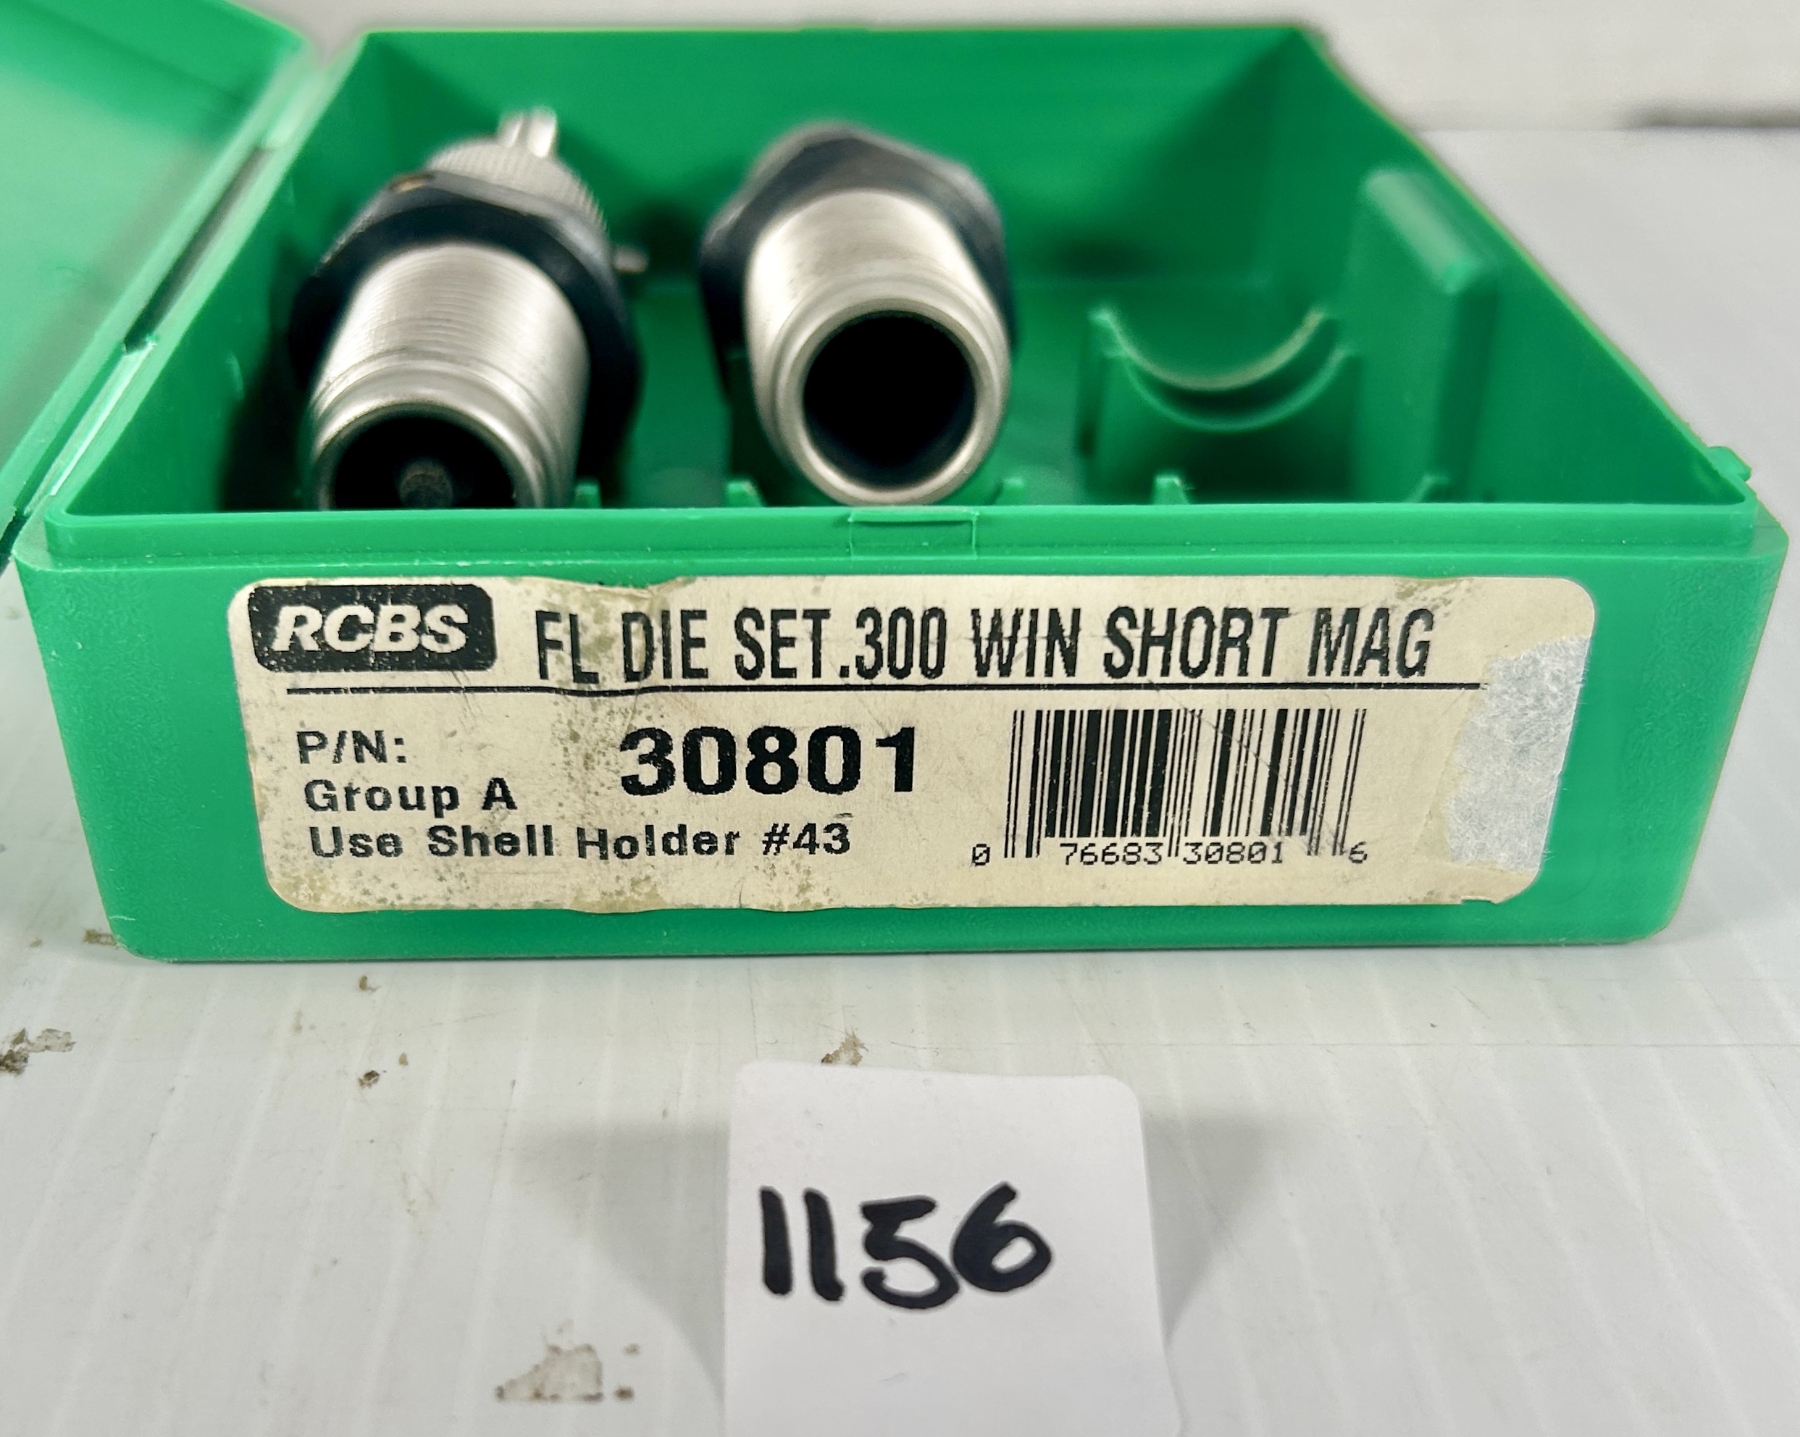 RCBS FL DIE SET .300 WIN SHORT MAG
P/N: 30801
Group A
Use Shell Holder #43
0 76683 30801 6
1156